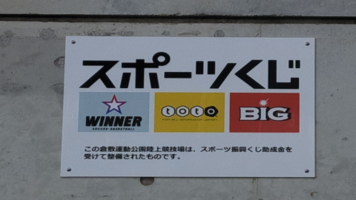 スポーツくじ
WINNER
SOCCER BASKETBALL
toto
BIG
この倉敷運動公園陸上競技場は、スポーツ振興くじ助成金を
受けて整備されたものです。